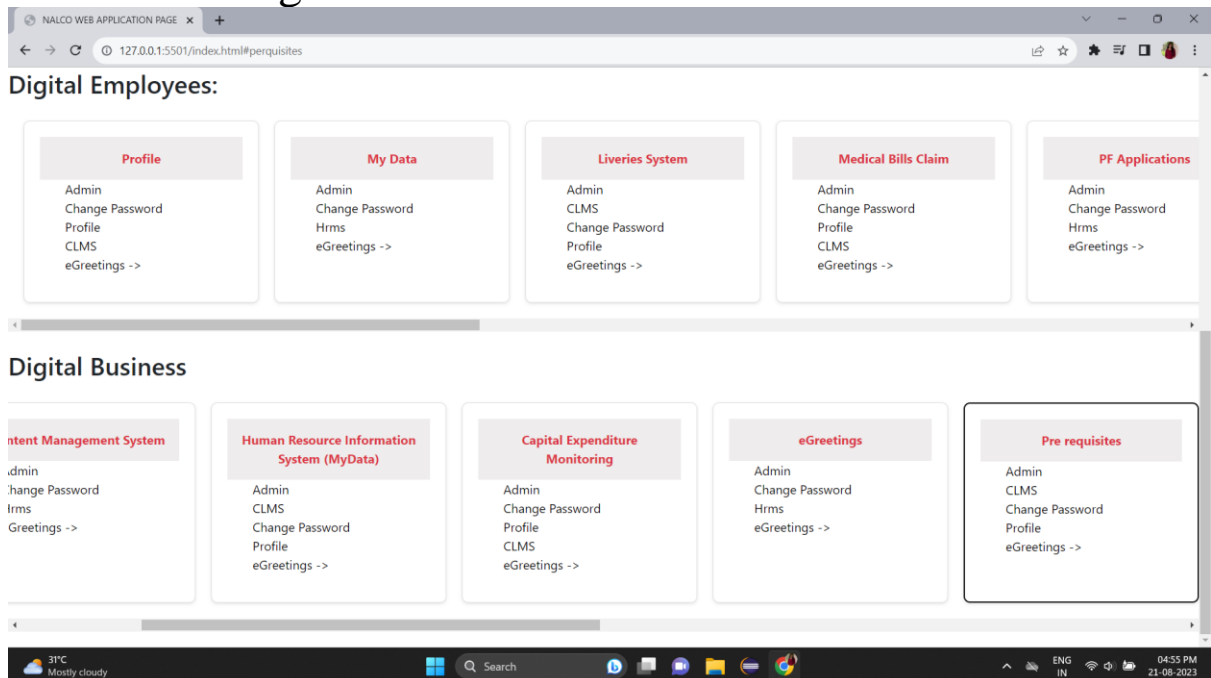 NALCO WEB APPLICATION PAGE
127.0.0.1:5501/index.html#perquisites
Digital Employees:
Profile
Admin
Change Password
Profile
CLMS
eGreetings ->
My Data
Admin
Change Password
Hrms
eGreetings ->
Liveries System
Admin
CLMS
Change Password
Profile
eGreetings ->
Medical Bills Claim
Admin
Change Password
Profile
CLMS
eGreetings ->
PF Applications
Admin
Change Password
Hrms
eGreetings ->
Digital Business
ntent Management System
dmin
hange Password
rms
Greetings ->
Human Resource Information
System (MyData)
Admin
CLMS
Change Password
Profile
eGreetings ->
Capital Expenditure
Monitoring
Admin
Change Password
Profile
CLMS
eGreetings ->
eGreetings
Admin
Change Password
Hrms
eGreetings ->
Pre requisites
Admin
CLMS
Change Password
Profile
eGreetings ->
31°C
Mostly cloudy
Search
ENG
IN
04:55 PM
21-08-2023